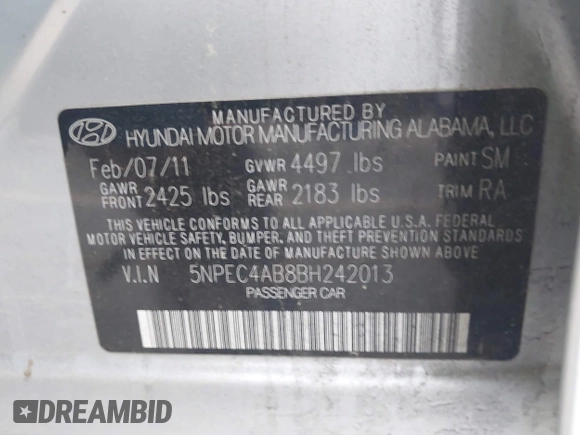 MANUFACTURED BY
HYUNDAI MOTOR MANUFACTURING ALABAMA, LLC
Feb/07/11 GVWR 4497 lbs PAINT SM
GAWR FRONT 2425 lbs GAWR REAR 2183 lbs TRIM RA
THIS VEHICLE CONFORMS TO ALL APPLICABLE U.S.A. FEDERAL
MOTOR VEHICLE SAFETY, BUMPER, AND THEFT PREVENTION STANDARDS
IN EFFECT ON THE DATE OF MANUFACTURE SHOWN ABOVE
V.I.N 5NPEC4AB8BH242013
PASSENGER CAR
DREAMBID